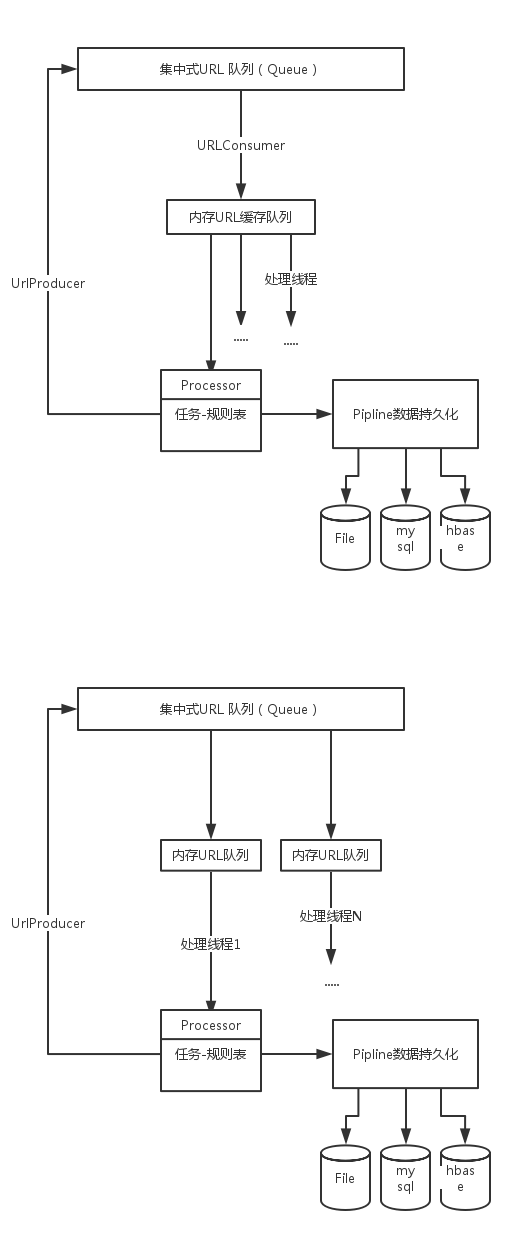 集中式URL 队列（Queue）
URLConsumer
内存URL缓存队列
处理线程
UrlProducer
.....
.....
Processor
任务-规则表
Pipline数据持久化
File
my
sql
hbas
e
集中式URL 队列（Queue）
内存URL队列
内存URL队列
处理线程N
UrlProducer
处理线程1
.....
Processor
任务-规则表
Pipline数据持久化
File
my
sql
hbas
e